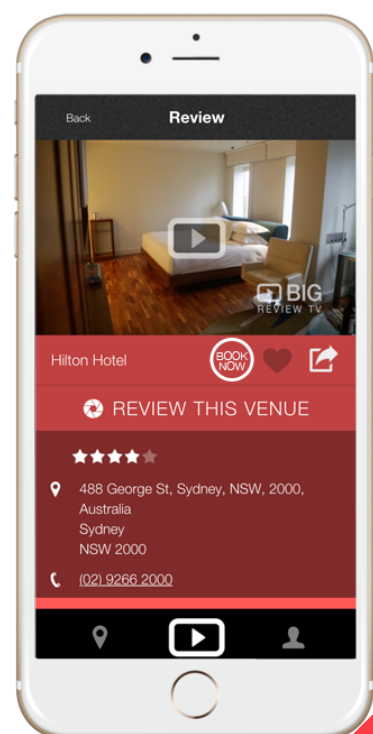 Back
Review
BIG
REVIEW TV
Hilton Hotel
BOOK
NOW
REVIEW THIS VENUE
488 George St, Sydney, NSW, 2000,
Australia
Sydney
NSW 2000
(02) 9266 2000